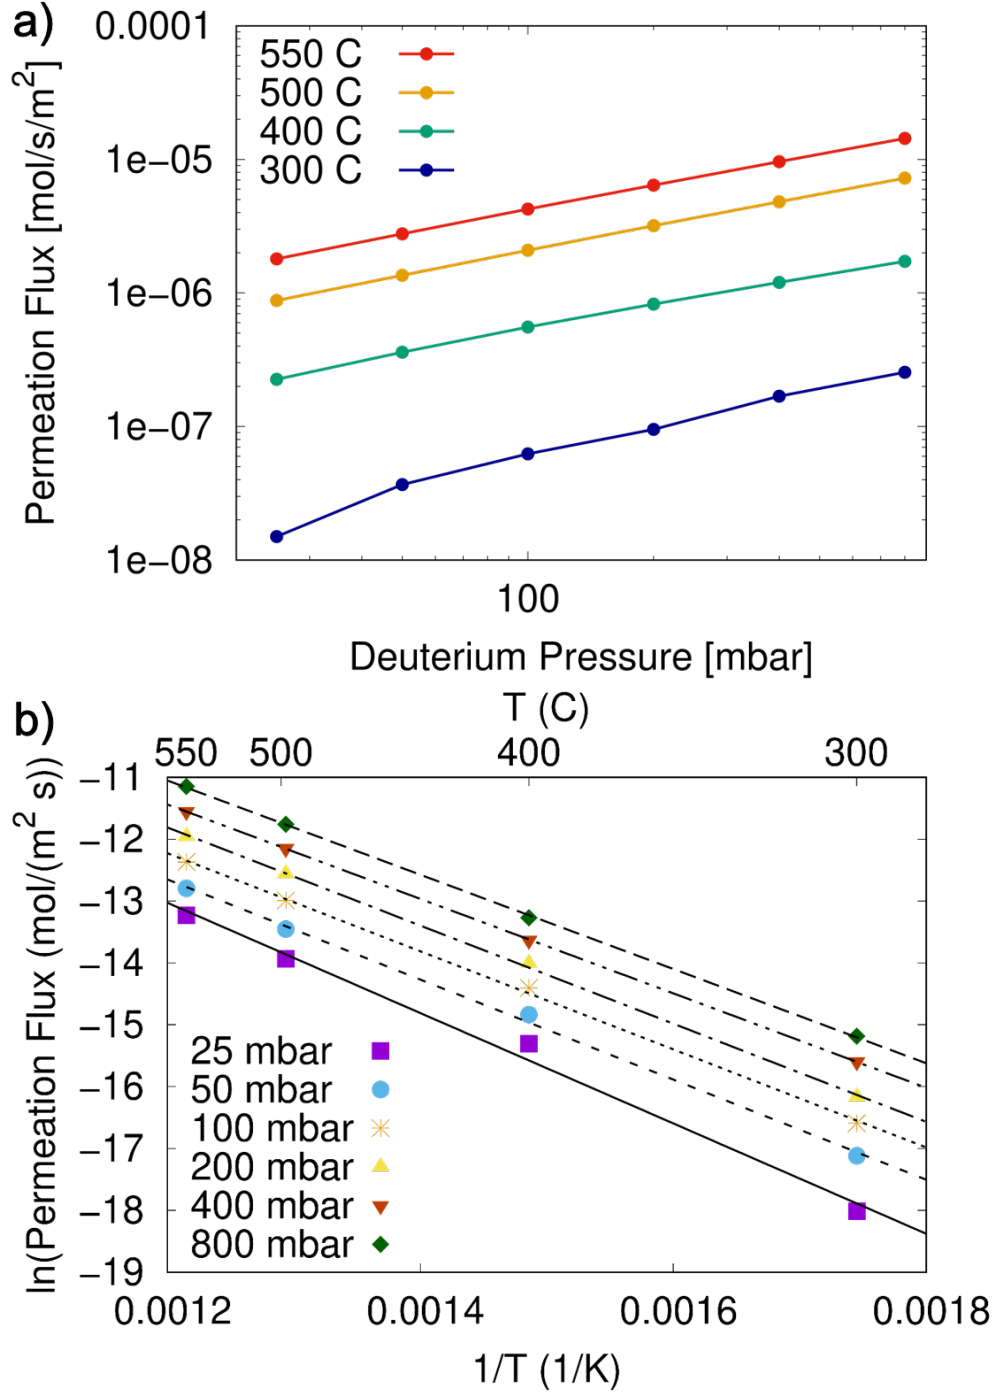 a)
0.0001
1e−05
1e−06
1e−07
1e−08
Permeation Flux [mol/s/m²]
550 C
500 C
400 C
300 C
100
Deuterium Pressure [mbar]
b)
T (C)
550 500 400 300
−11
−12
−13
−14
−15
−16
−17
−18
−19
ln(Permeation Flux (mol/(m² s))
25 mbar
50 mbar
100 mbar
200 mbar
400 mbar
800 mbar
0.0012 0.0014 0.0016 0.0018
1/T (1/K)